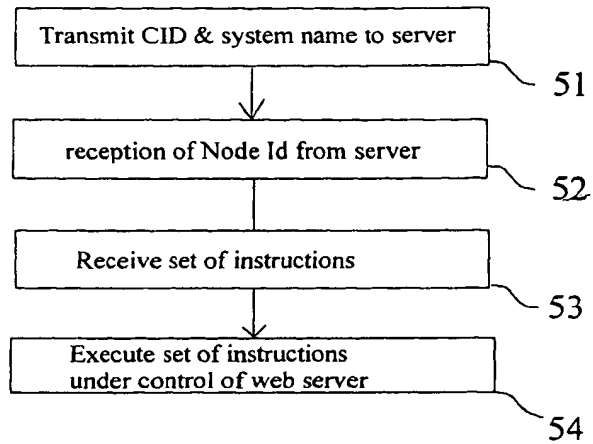 Transmit CID & system name to server
51
reception of Node Id from server
52
Receive set of instructions
53
Execute set of instructions
under control of web server
54